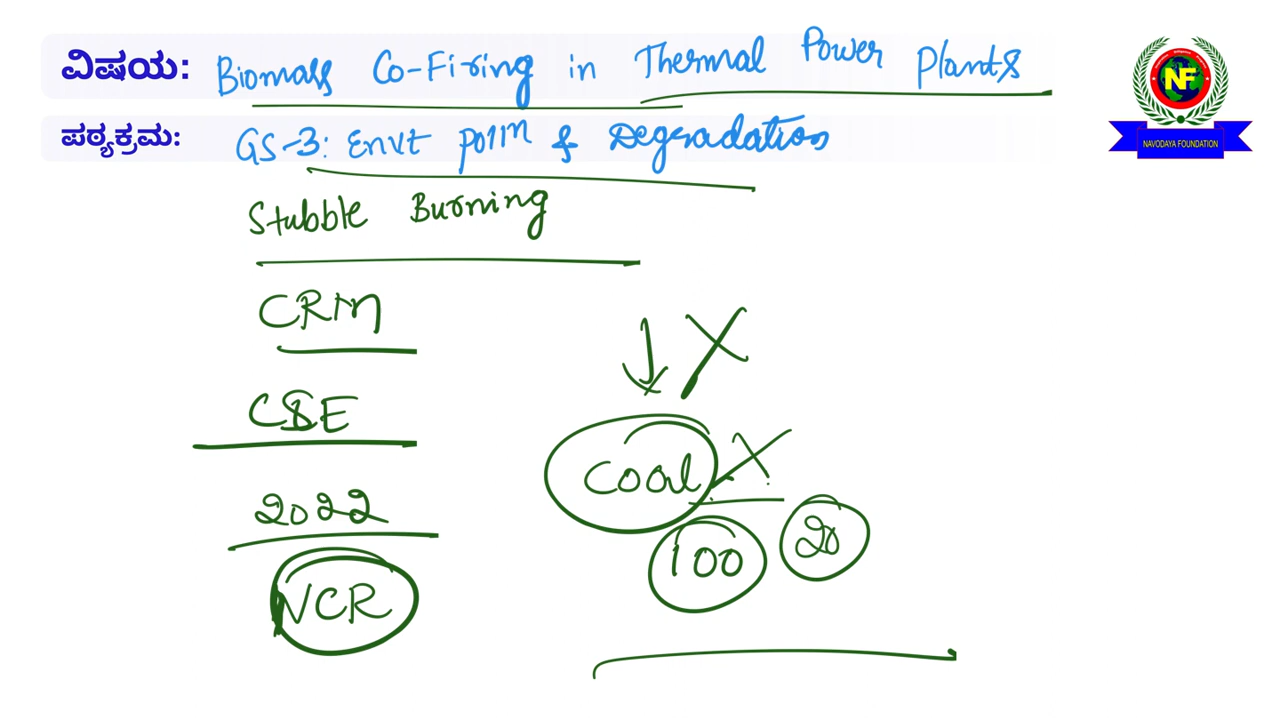 ವಿಷಯ: Biomass Co-Firing in Thermal Power Plants
ಪಠ್ಯಕ್ರಮ: GS-3: Envt Polln & Degradation
NF
NAVODAYA FOUNDATION
Stubble Burning
CRM
CSE
2022
NCR
X
Coal X
100 20